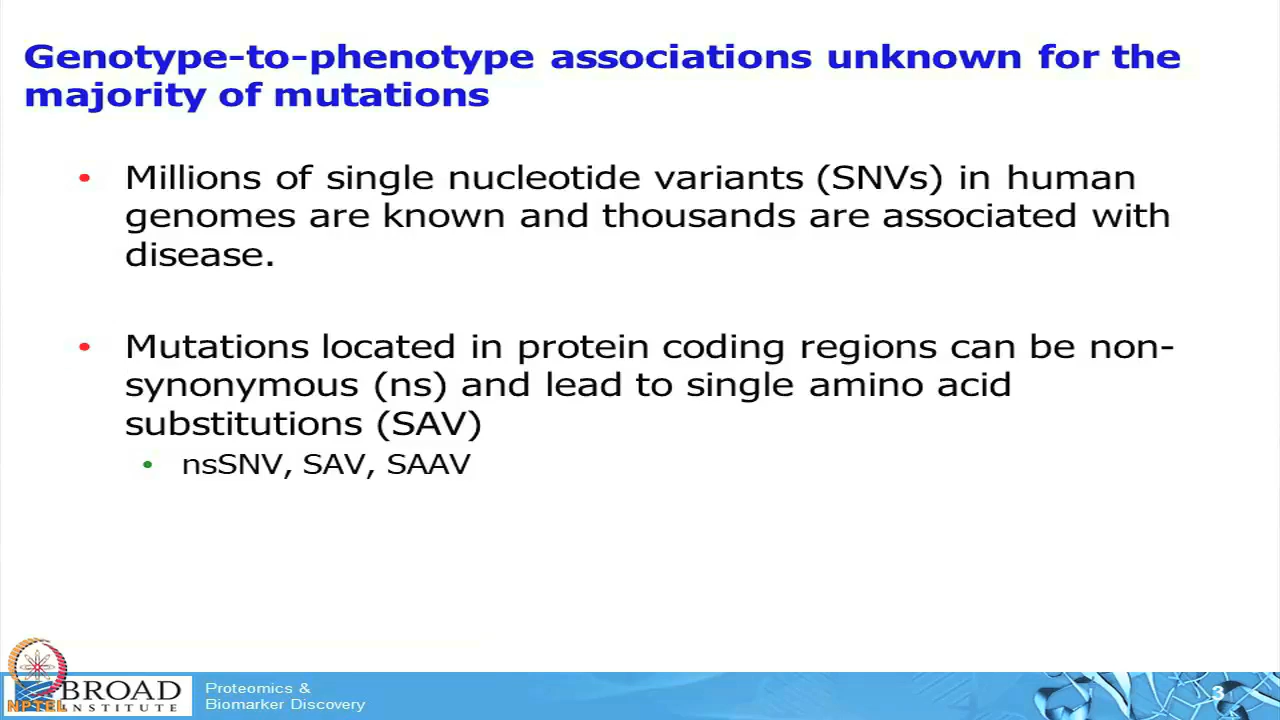 Genotype-to-phenotype associations unknown for the
majority of mutations
• Millions of single nucleotide variants (SNVs) in human
genomes are known and thousands are associated with
disease.
• Mutations located in protein coding regions can be non-
synonymous (ns) and lead to single amino acid
substitutions (SAV)
• nsSNV, SAV, SAAV
NPTEL
BROAD
INSTITUTE
Proteomics &
Biomarker Discovery
3